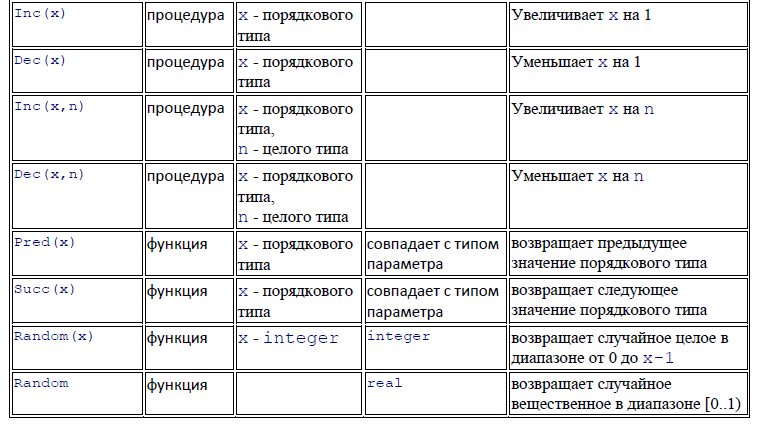 Inc(x) процедура x - порядкового типа Увеличивает x на 1
Dec(x) процедура x - порядкового типа Уменьшает x на 1
Inc(x,n) процедура x - порядкового типа, n - целого типа Увеличивает x на n
Dec(x,n) процедура x - порядкового типа, n - целого типа Уменьшает x на n
Pred(x) функция x - порядкового типа совпадает с типом параметра возвращает предыдущее значение порядкового типа
Succ(x) функция x - порядкового типа совпадает с типом параметра возвращает следующее значение порядкового типа
Random(x) функция x - integer integer возвращает случайное целое в диапазоне от 0 до x-1
Random функция real возвращает случайное вещественное в диапазоне [0..1)